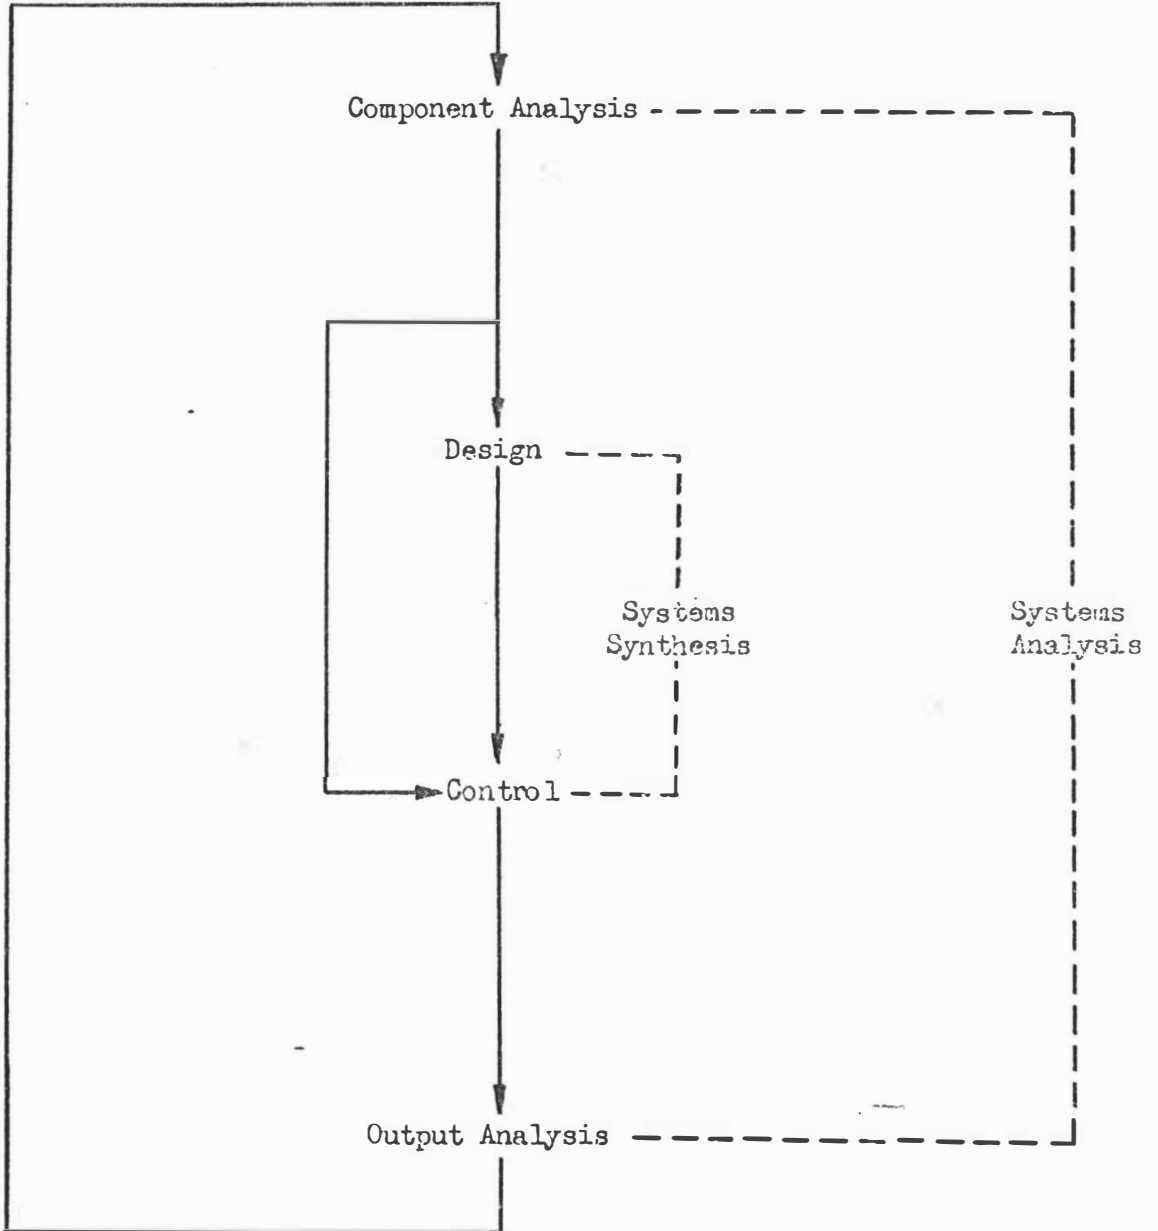 Component Analysis
Design
Systems
Synthesis
Systems
Analysis
Control
Output Analysis